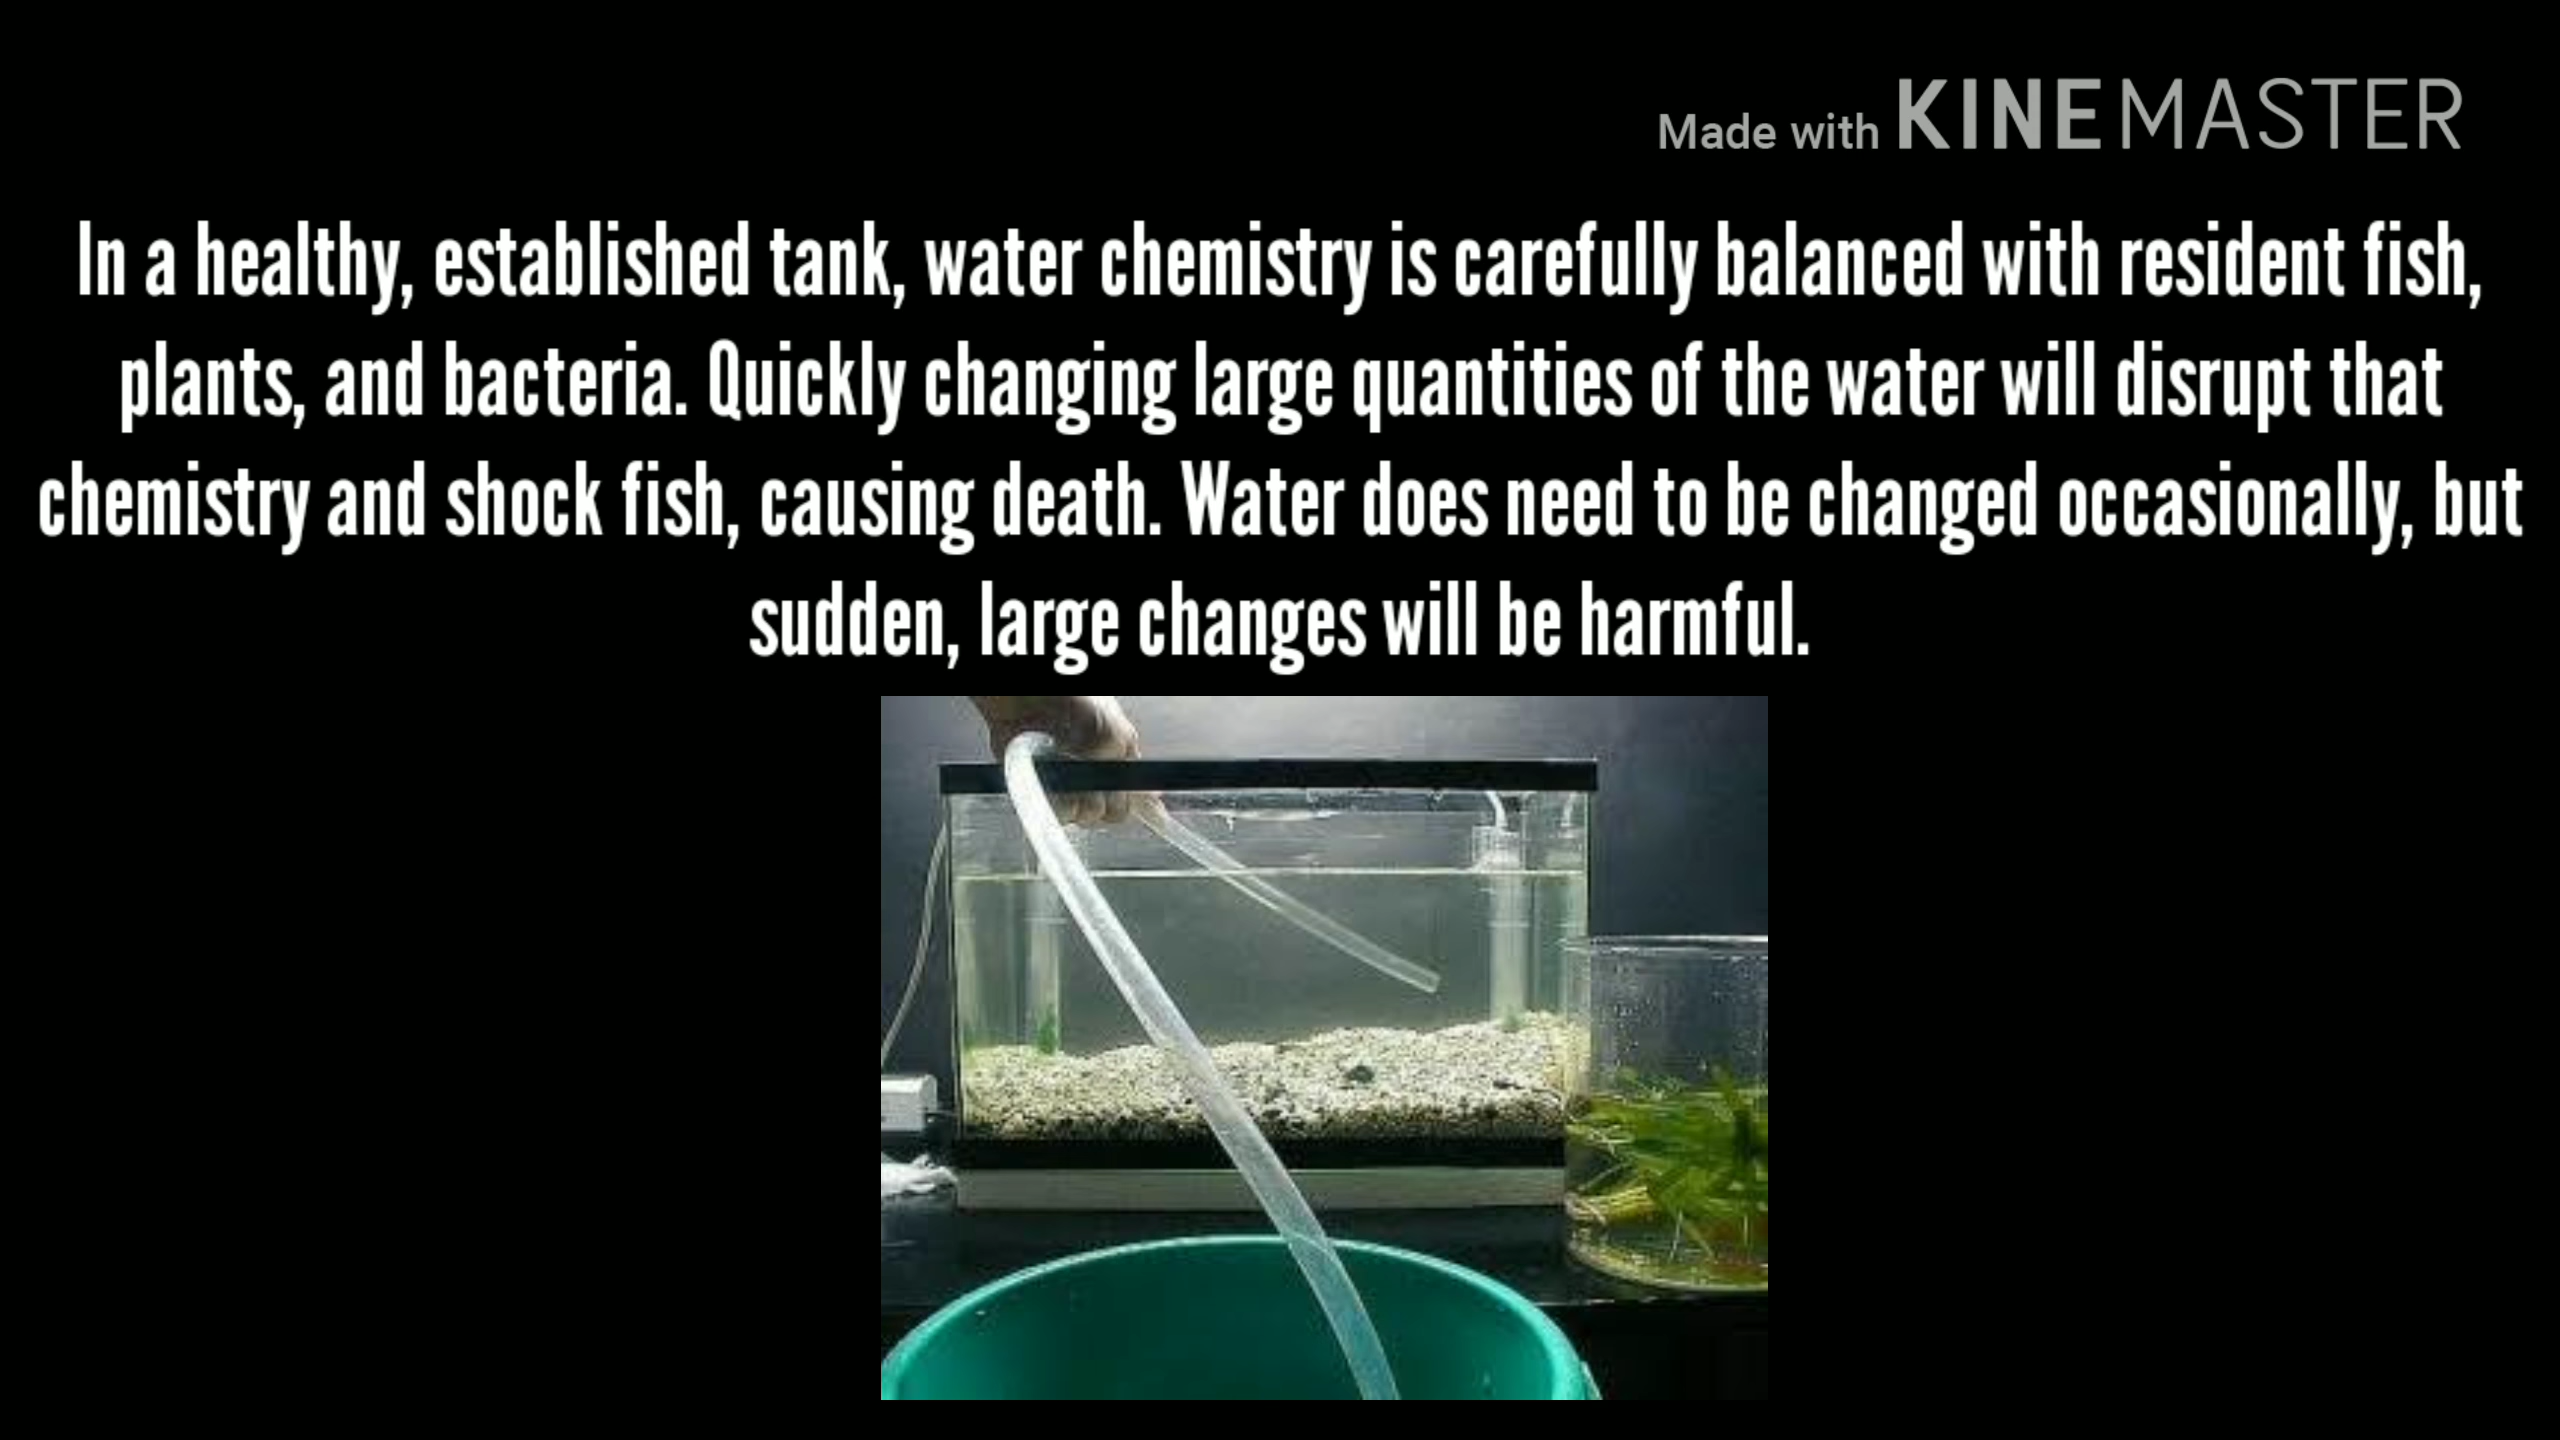 Made with KINEMASTER
In a healthy, established tank, water chemistry is carefully balanced with resident fish,
plants, and bacteria. Quickly changing large quantities of the water will disrupt that
chemistry and shock fish, causing death. Water does need to be changed occasionally, but
sudden, large changes will be harmful.